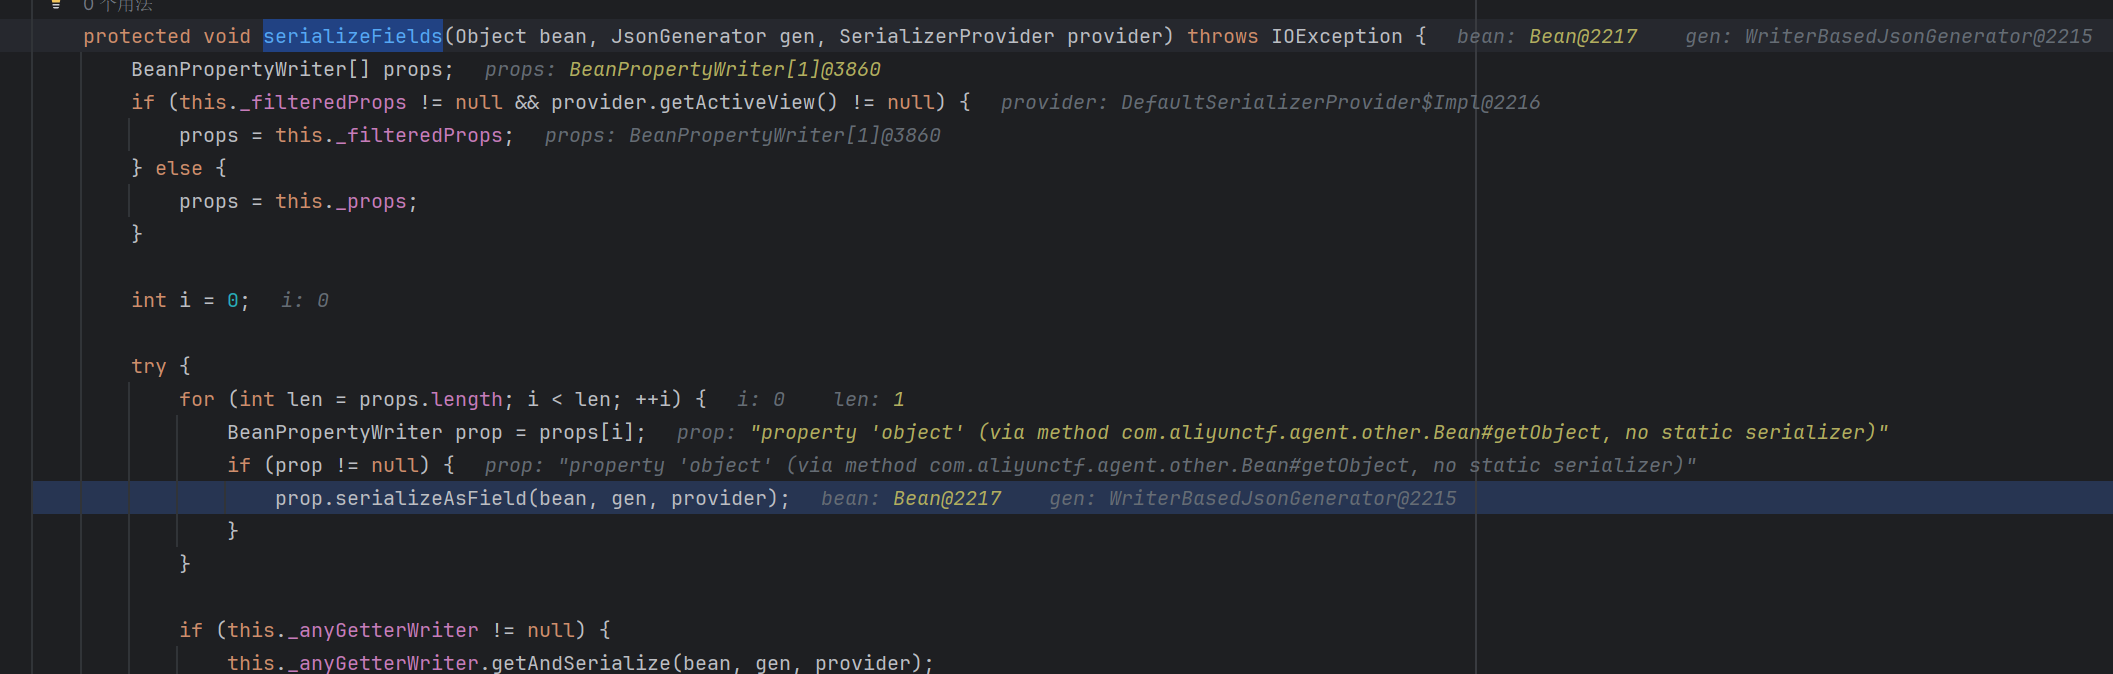 0 个用法
protected void serializeFields(Object bean, JsonGenerator gen, SerializerProvider provider) throws IOException {   bean: Bean@2217    gen: WriterBasedJsonGenerator@2215
    BeanPropertyWriter[] props;   props: BeanPropertyWriter[1]@3860
    if (this._filteredProps != null && provider.getActiveView() != null) {   provider: DefaultSerializerProvider$Impl@2216
        props = this._filteredProps;   props: BeanPropertyWriter[1]@3860
    } else {
        props = this._props;
    }
    int i = 0;   i: 0
    try {
        for (int len = props.length; i < len; ++i) {   i: 0    len: 1
            BeanPropertyWriter prop = props[i];   prop: "property 'object' (via method com.aliyunctf.agent.other.Bean#getObject, no static serializer)"
            if (prop != null) {   prop: "property 'object' (via method com.aliyunctf.agent.other.Bean#getObject, no static serializer)"
                prop.serializeAsField(bean, gen, provider);   bean: Bean@2217    gen: WriterBasedJsonGenerator@2215
            }
        }
        if (this._anyGetterWriter != null) {
            this._anyGetterWriter.getAndSerialize(bean, gen, provider);